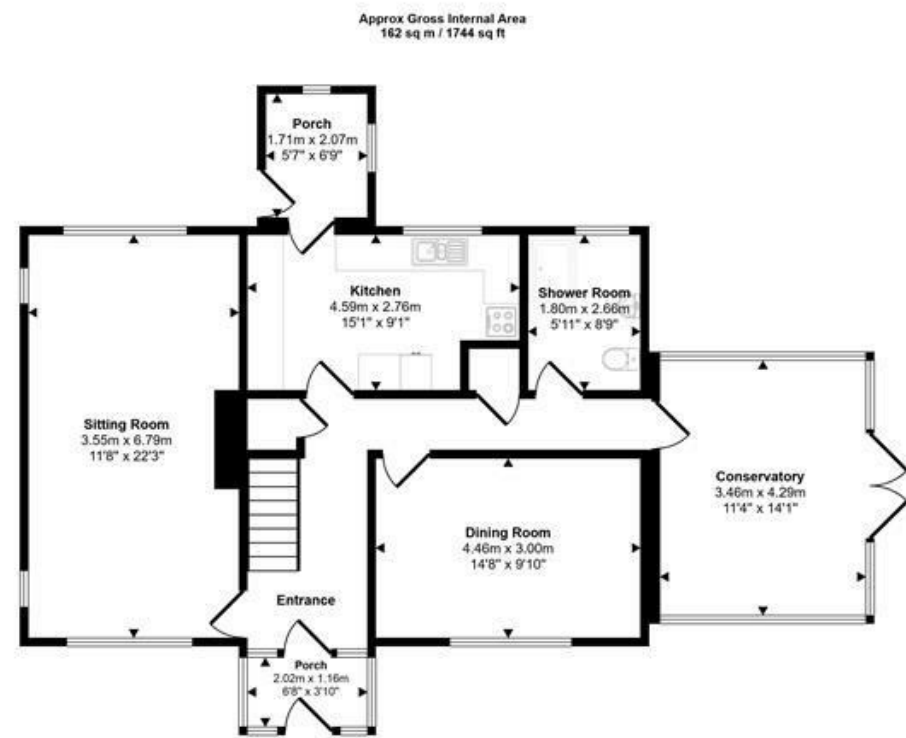 Approx Gross Internal Area
162 sq m / 1744 sq ft
Porch
1.71m x 2.07m
5'7" x 6'9"
Kitchen
4.59m x 2.76m
15'1" x 9'1"
Shower Room
1.80m x 2.66m
5'11" x 8'9"
Sitting Room
3.55m x 6.79m
11'8" x 22'3"
Conservatory
3.46m x 4.29m
11'4" x 14'1"
Dining Room
4.46m x 3.00m
14'8" x 9'10"
Entrance
Porch
2.02m x 1.16m
6'8" x 3'10"